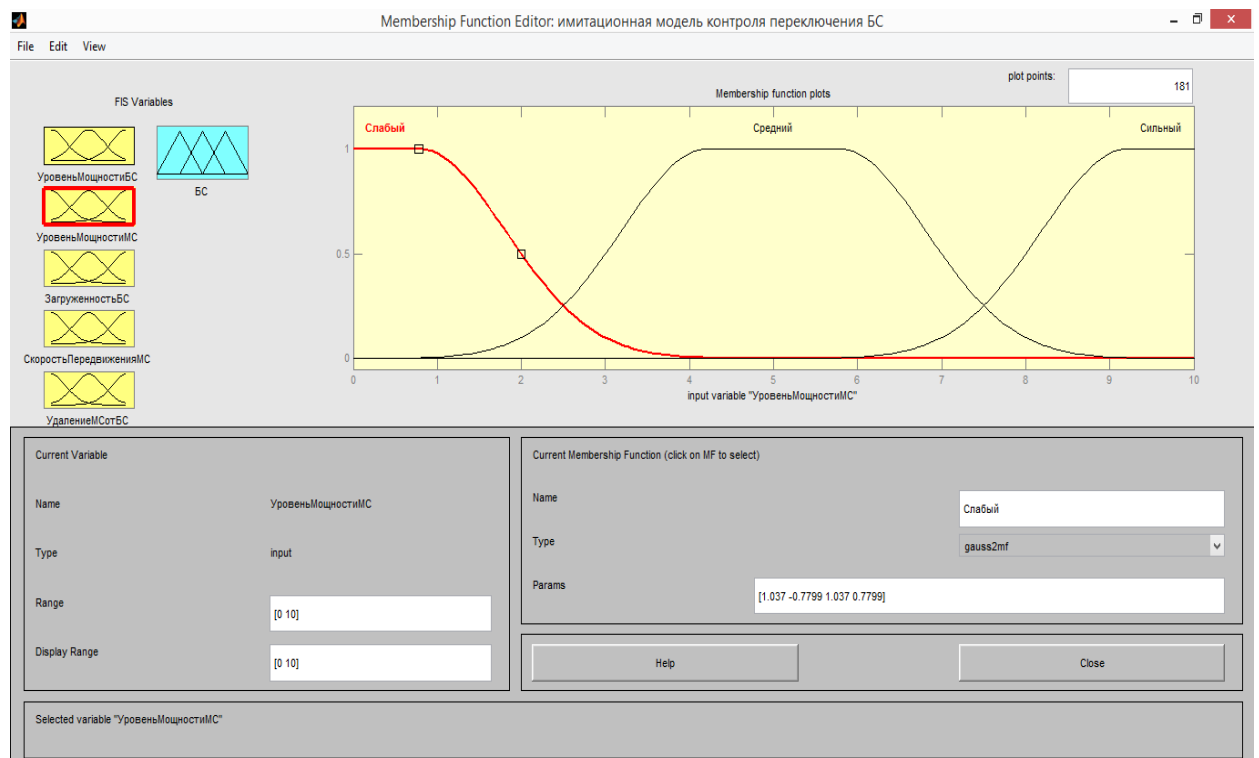 Membership Function Editor: имитационная модель контроля переключения БС
File Edit View
FIS Variables
УровеньМощностиБС
БС
УровеньМощностиМС
ЗагруженностьБС
СкоростьПередвиженияМС
УдалениеМСотБС
plot points:
181
Membership function plots
Слабый Средний Сильный
1
0.5
0
0 1 2 3 4 5 6 7 8 9 10
input variable "УровеньМощностиМС"
Current Variable
Name УровеньМощностиМС
Type input
Range [0 10]
Display Range [0 10]
Current Membership Function (click on MF to select)
Name Слабый
Type gauss2mf
Params [1.037 -0.7799 1.037 0.7799]
Help Close
Selected variable "УровеньМощностиМС"